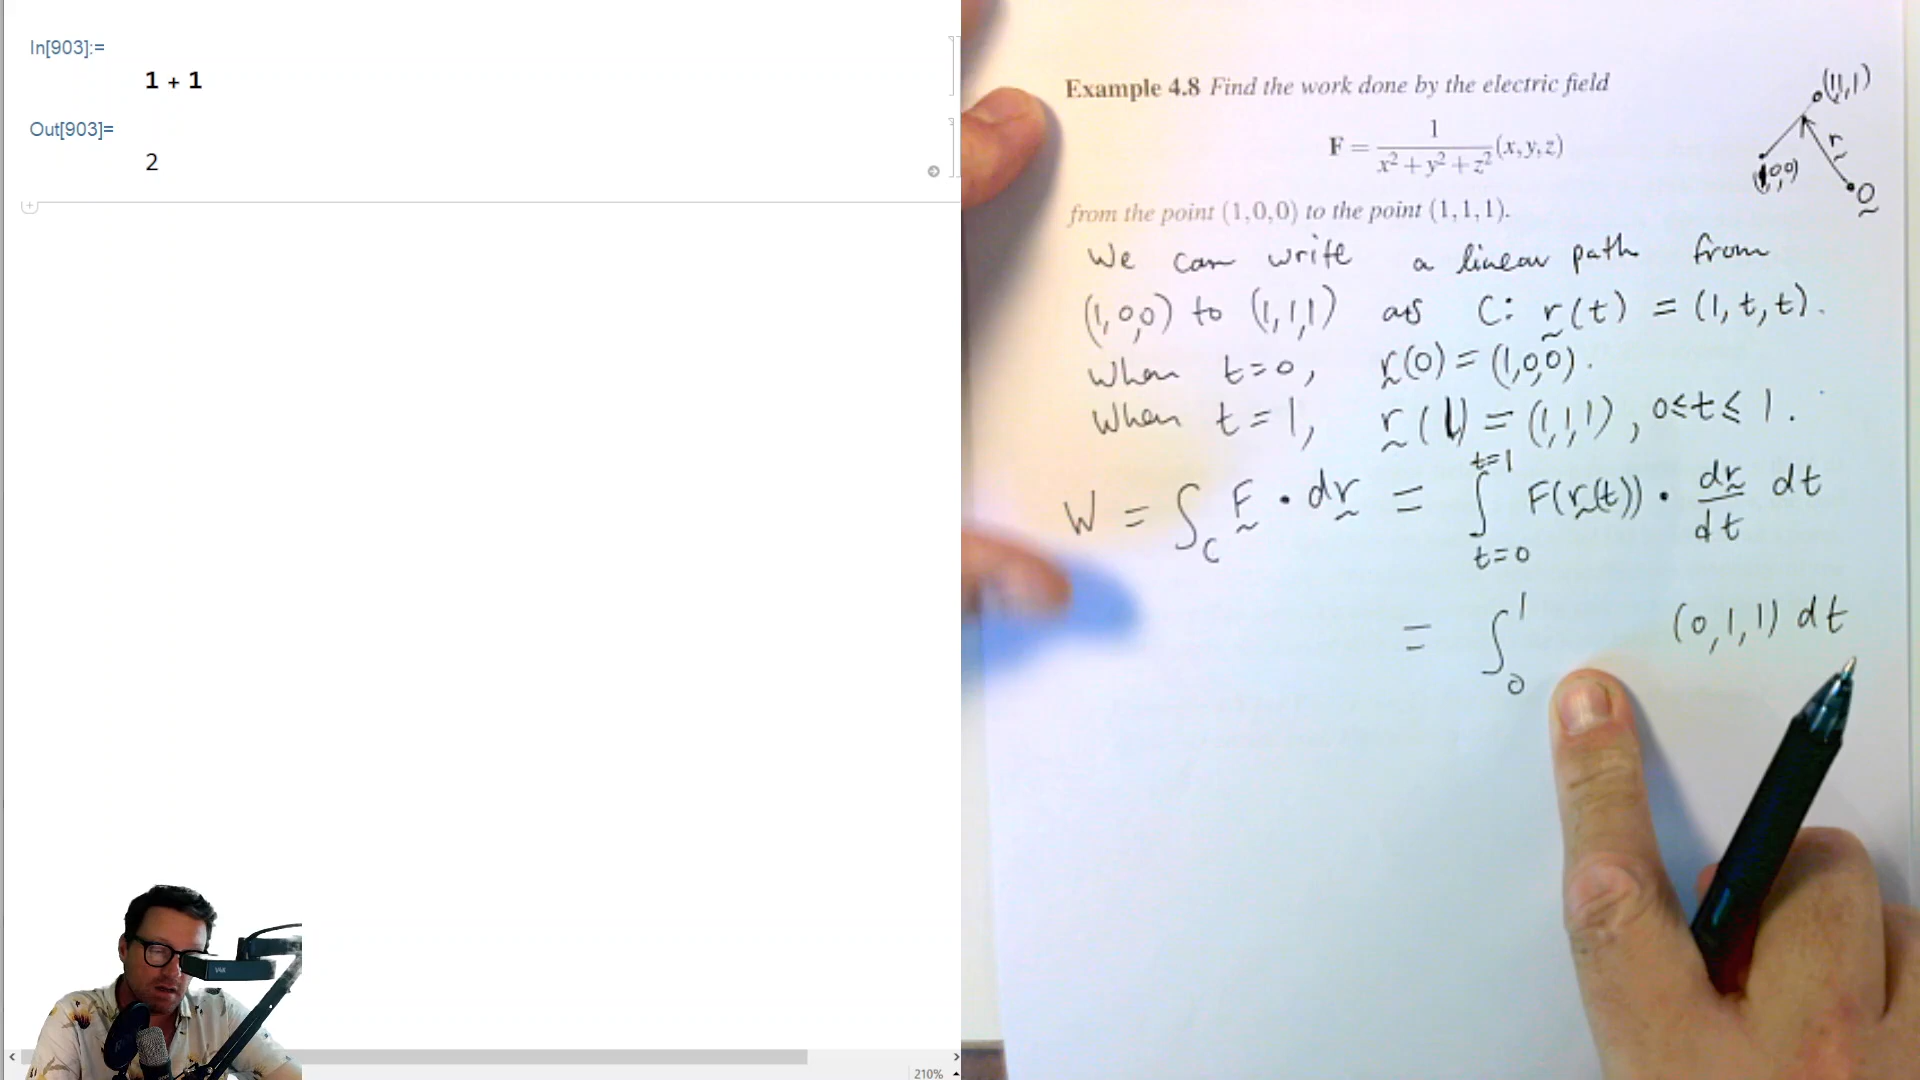 In[903]:=
1 + 1
Out[903]=
2
210%
Example 4.8 Find the work done by the electric field
F = 1/(x² + y² + z²) (x, y, z)
from the point (1,0,0) to the point (1,1,1).
(1,1,1)
r
(1,0,0)
O
We can write a linear path from
(1,0,0) to (1,1,1) as C: r(t) = (1, t, t).
When t=0, r(0) = (1,0,0).
When t=1, r(1) = (1,1,1), 0≤t≤1.
W = ∫_C F • dr = ∫_{t=0}^{t=1} F(r(t)) • dr/dt dt
= ∫_0^1 (0,1,1) dt